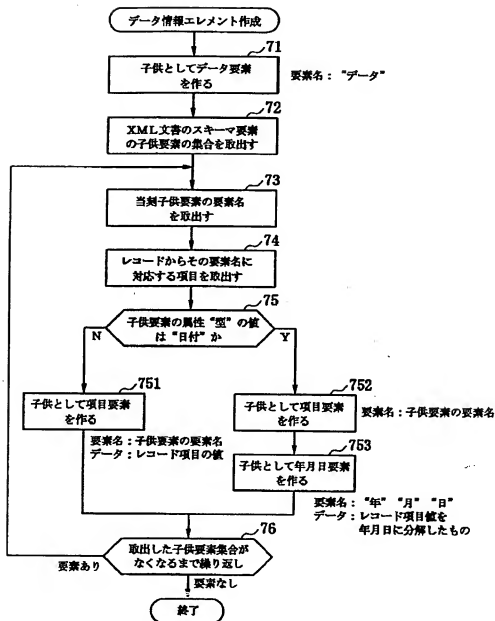 データ情報エレメント作成
71
子供としてデータ要素
を作る
要素名：“データ”
72
XML文書のスキーマ要素
の子供要素の集合を取出す
73
当刻子供要素の要素名
を取出す
74
レコードからその要素名に
対応する項目を取出す
75
子供要素の属性“型”の値
は“日付”か
N
Y
751
子供として項目要素
を作る
要素名：子供要素の要素名
データ：レコード項目の値
752
子供として項目要素
を作る
要素名：子供要素の要素名
753
子供として年月日要素
を作る
要素名：“年”“月”“日”
データ：レコード項目値を
年月日に分解したもの
76
取出した子供要素集合が
なくなるまで繰り返し
要素あり
要素なし
終了